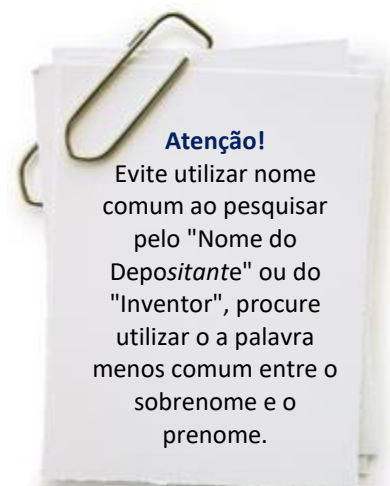 Atenção!
Evite utilizar nome
comum ao pesquisar
pelo "Nome do
Depositante" ou do
"Inventor", procure
utilizar o a palavra
menos comum entre o
sobrenome e o
prenome.